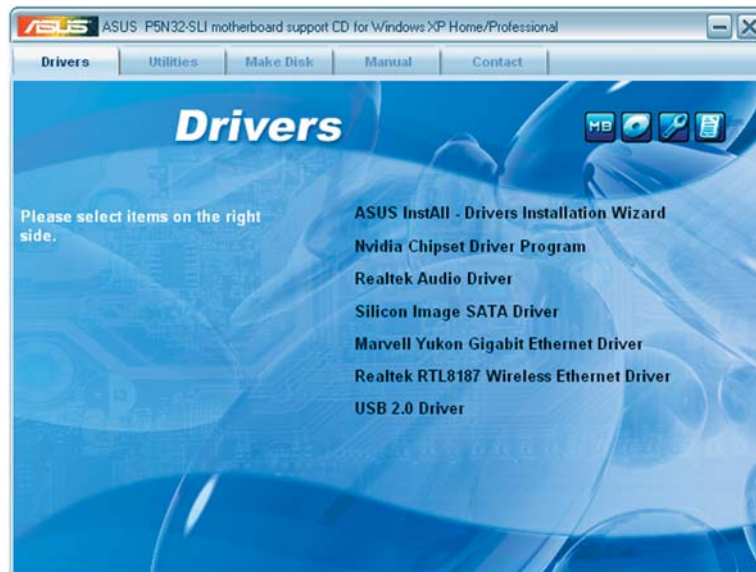 ASUS ASUS P5N32-SLI motherboard support CD for Windows XP Home/Professional
Drivers Utilities Make Disk Manual Contact
Drivers
MB
Please select items on the right
side.
ASUS InstAll - Drivers Installation Wizard
Nvidia Chipset Driver Program
Realtek Audio Driver
Silicon Image SATA Driver
Marvell Yukon Gigabit Ethernet Driver
Realtek RTL8187 Wireless Ethernet Driver
USB 2.0 Driver